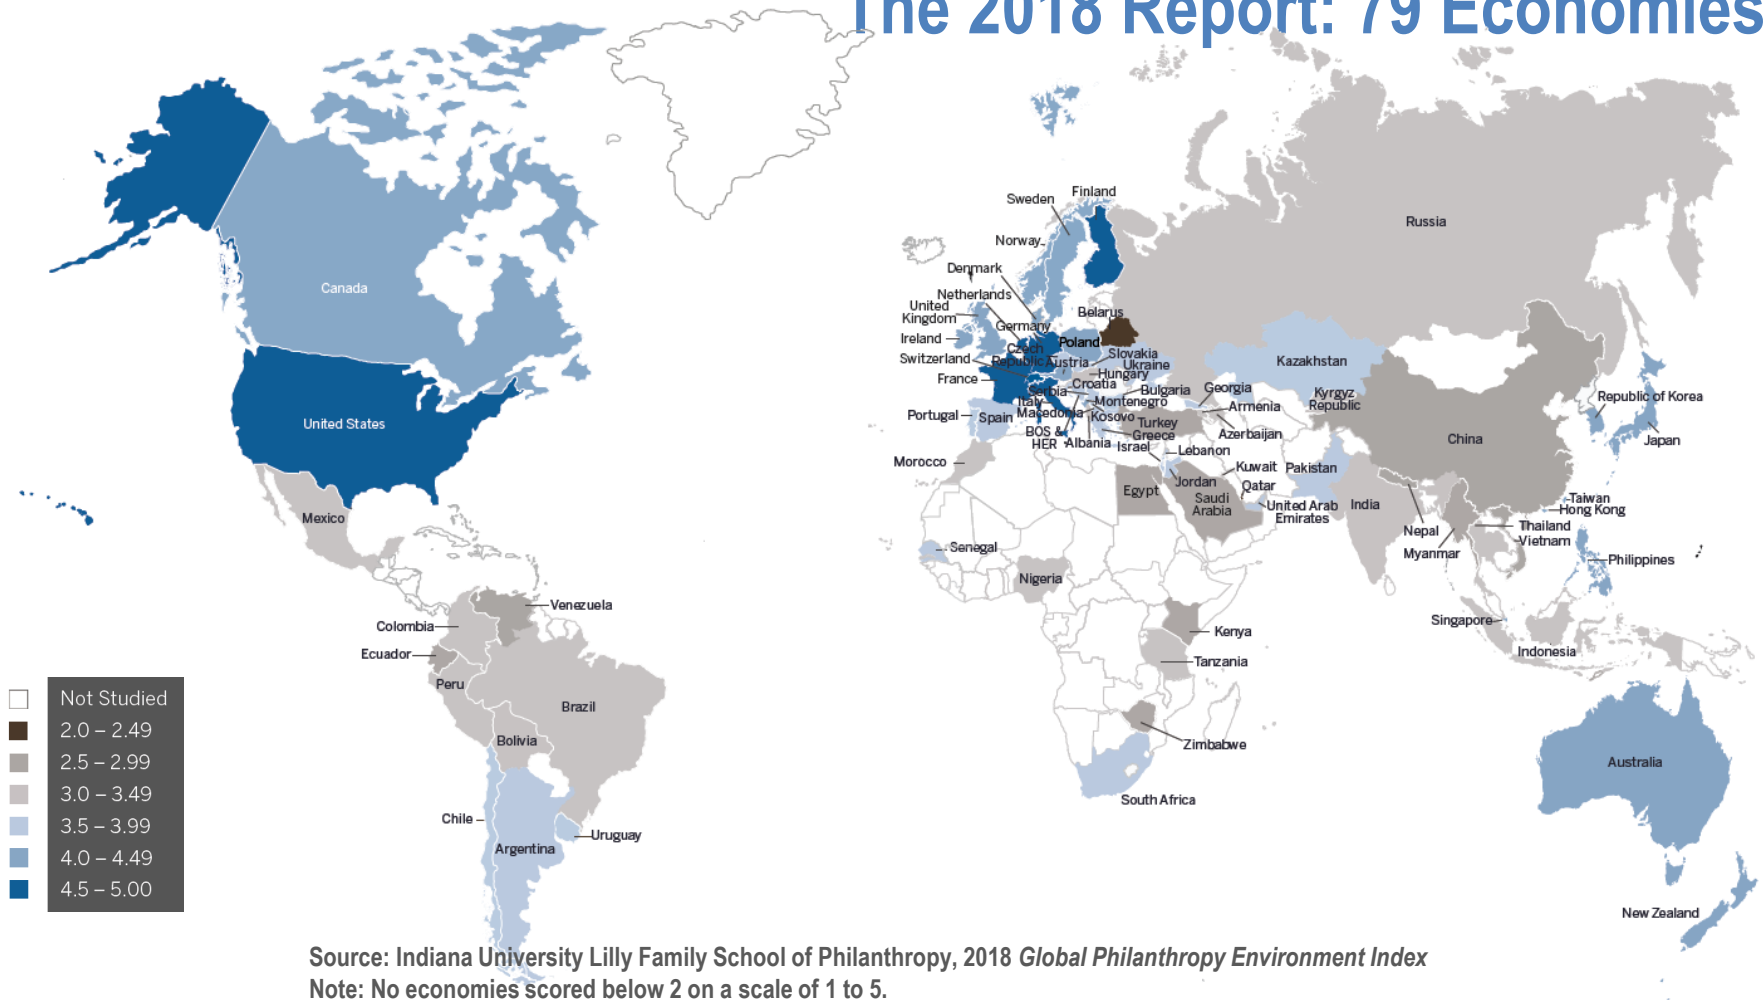 The 2018 Report: 79 Economies
Finland
Sweden
Russia
Norway
Denmark
Canada
Netherlands
United
Kingdom
Belarus
Germany
Ireland
Poland
Czech
Republic
Slovakia
Switzerland
Austria
Ukraine
Kazakhstan
Hungary
France
Croatia
Serbia
Bulgaria
Georgia
Kyrgyz
Republic
Republic of Korea
Italy
Montenegro
Armenia
Portugal
Spain
Macedonia
Kosovo
Turkey
United States
BOS &
HER
Greece
Azerbaijan
China
Japan
Albania
Israel
Lebanon
Morocco
Kuwait
Pakistan
Jordan
Egypt
Qatar
Saudi
Arabia
United Arab
Emirates
India
Taiwan
Hong Kong
Mexico
Nepal
Thailand
Vietnam
Myanmar
Senegal
Philippines
Nigeria
Venezuela
Colombia
Singapore
Kenya
Ecuador
Indonesia
Tanzania
Peru
Brazil
Bolivia
Zimbabwe
Australia
South Africa
Chile
Uruguay
Argentina
New Zealand
Not Studied
2.0 – 2.49
2.5 – 2.99
3.0 – 3.49
3.5 – 3.99
4.0 – 4.49
4.5 – 5.00
Source: Indiana University Lilly Family School of Philanthropy, 2018 Global Philanthropy Environment Index
Note: No economies scored below 2 on a scale of 1 to 5.